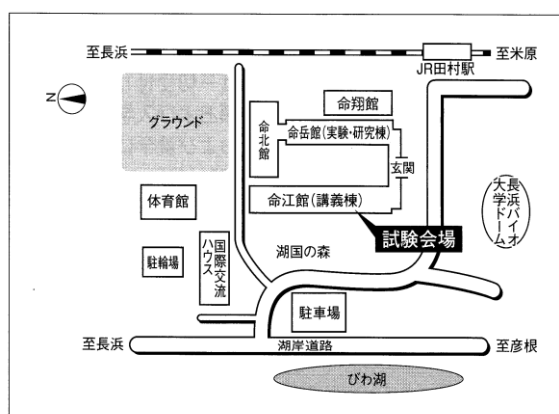 至長浜
至米原
JR田村駅
N
グラウンド
命翔館
命北館
命岳館(実験・研究棟)
玄関
体育館
命江館(講義棟)
長浜バイオ
大学ドーム
試験会場
駐輪場
国際交流
ハウス
湖国の森
駐車場
至長浜
湖岸道路
至彦根
びわ湖